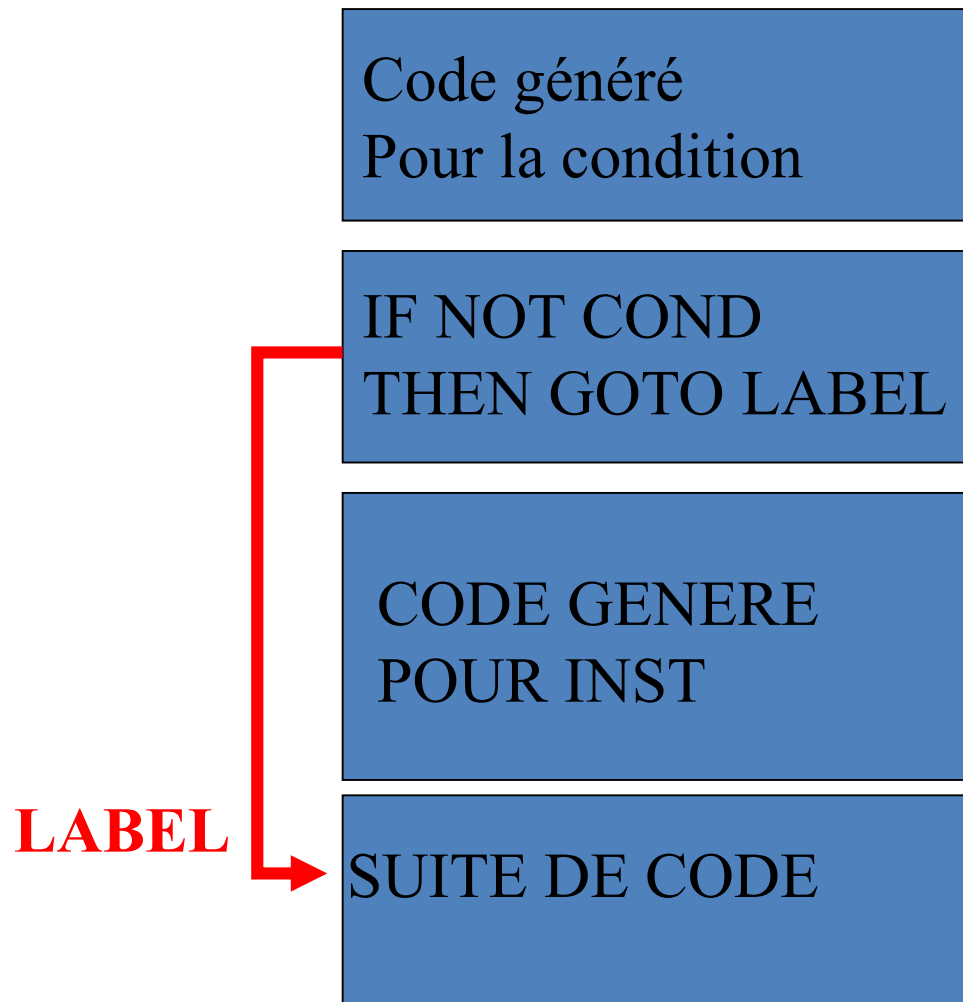 Code généré
Pour la condition
IF NOT COND
THEN GOTO LABEL
CODE GENERE
POUR INST
LABEL
SUITE DE CODE